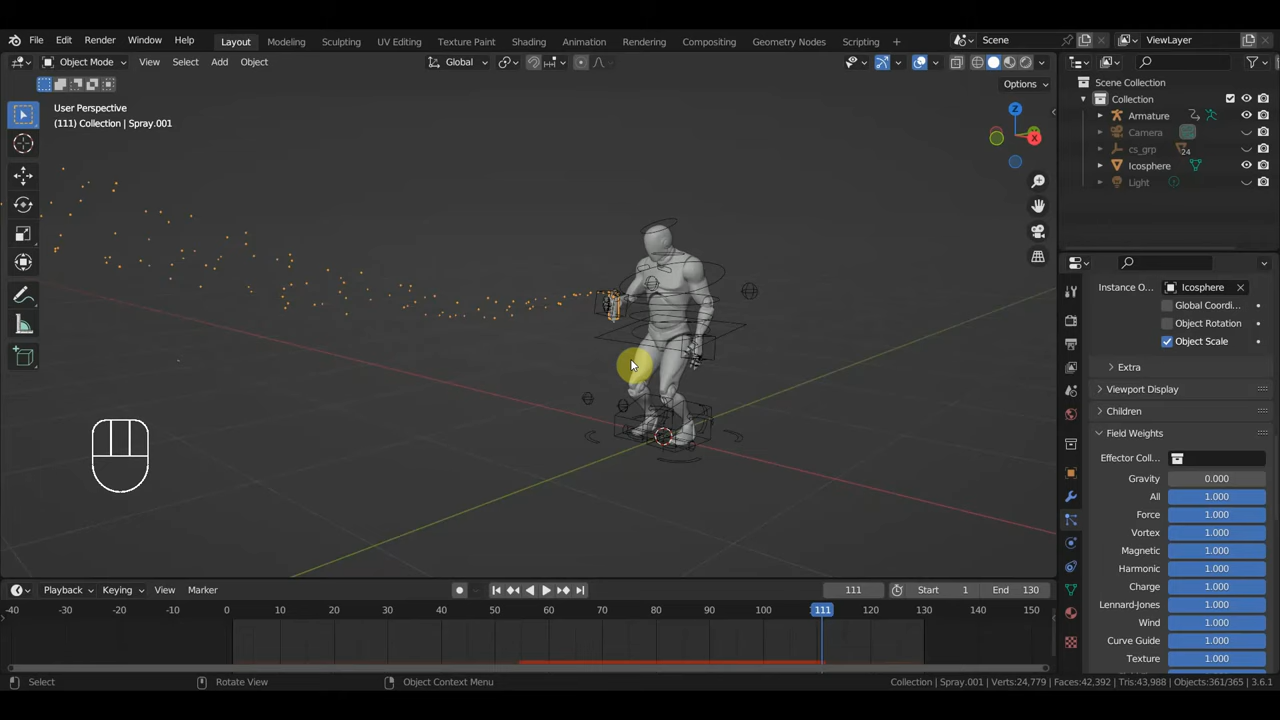 File Edit Render Window Help Layout Modeling Sculpting UV Editing Texture Paint Shading Animation Rendering Compositing Geometry Nodes Scripting + Scene ViewLayer
Object Mode View Select Add Object Global
Options
User Perspective
(111) Collection | Spray.001
Z
X
Scene Collection
Collection
Armature
Camera
cs_grp 24
Icosphere
Light
Instance O... Icosphere
Global Coordi...
Object Rotation
Object Scale
Extra
Viewport Display
Children
Field Weights
Effector Coll...
Gravity 0.000
All 1.000
Force 1.000
Vortex 1.000
Magnetic 1.000
Harmonic 1.000
Charge 1.000
Lennard-Jones 1.000
Wind 1.000
Curve Guide 1.000
Texture 1.000
Playback Keying View Marker 111 Start 1 End 130
-40 -30 -20 -10 0 10 20 30 40 50 60 70 80 90 100 111 120 130 140 150
Select Rotate View Object Context Menu Collection | Spray.001 | Verts:24,779 | Faces:42,392 | Tris:43,988 | Objects:361/365 | 3.6.1